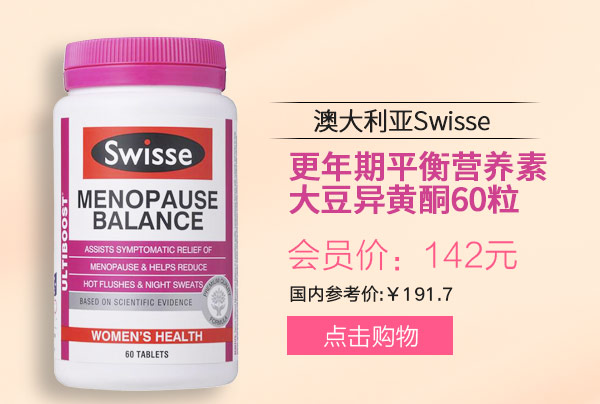 Swisse
MENOPAUSE
BALANCE
ULTIBOOST
ASSISTS SYMPTOMATIC RELIEF OF
MENOPAUSE & HELPS REDUCE
HOT FLUSHES & NIGHT SWEATS
BASED ON SCIENTIFIC EVIDENCE
WOMEN'S HEALTH
60 TABLETS
澳大利亚Swisse
更年期平衡营养素
大豆异黄酮60粒
会员价：142元
国内参考价:￥191.7
点击购物